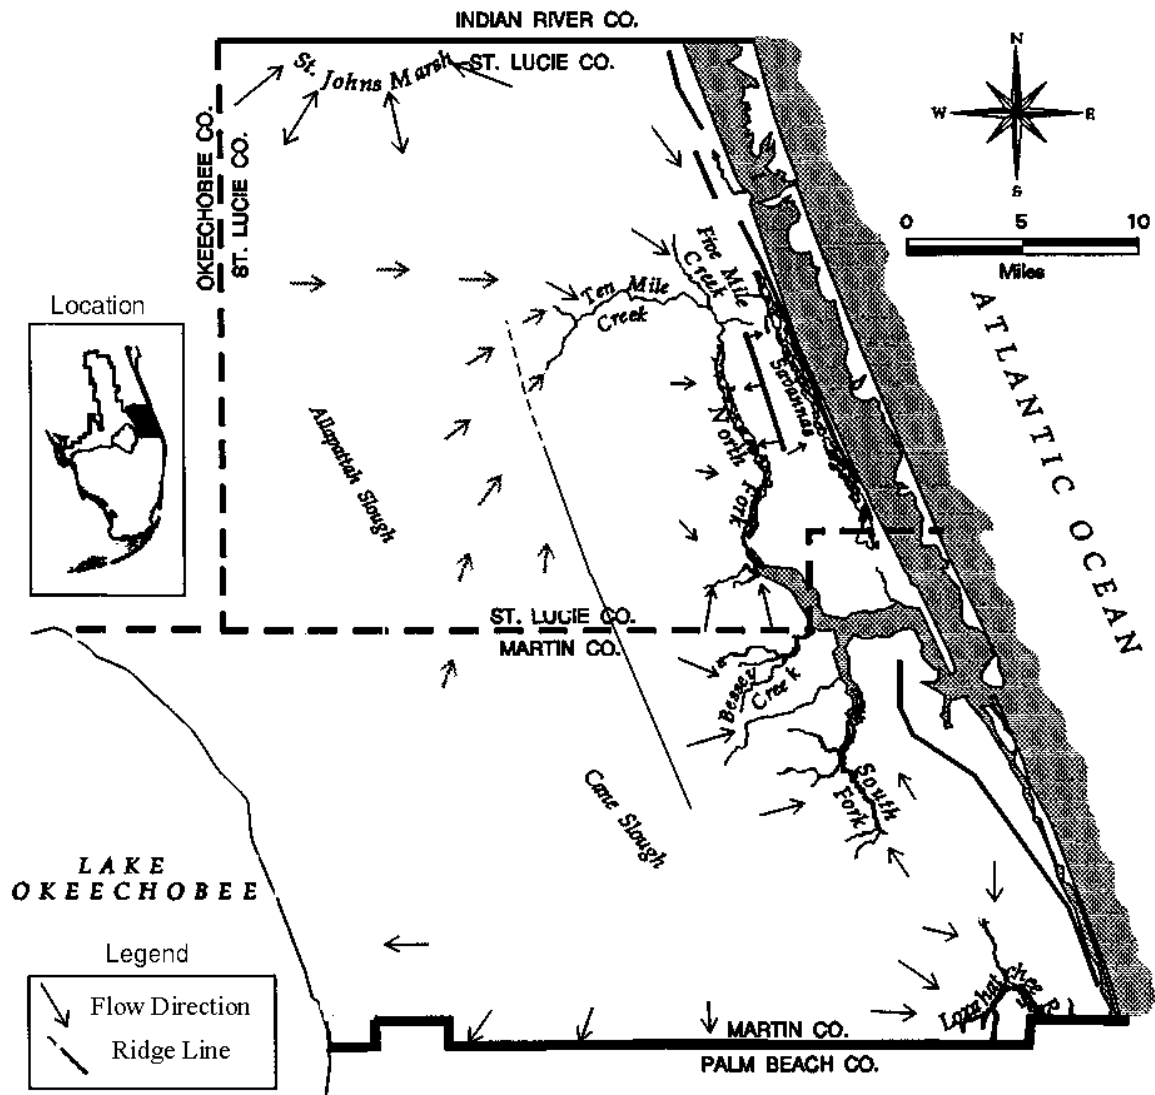 INDIAN RIVER CO.
ST. LUCIE CO.
St. Johns Marsh
OKEECHOBEE CO.
ST. LUCIE CO.
N
W
E
S
0 5 10
Miles
Five Mile
Creek
Ten Mile
Creek
Savannas
North Fork
Allapattah Slough
ATLANTIC OCEAN
Location
ST. LUCIE CO.
MARTIN CO.
Bessey
Creek
South
Fork
Cane Slough
LAKE
OKEECHOBEE
Legend
Flow Direction
Ridge Line
Loxahatchee R.
MARTIN CO.
PALM BEACH CO.